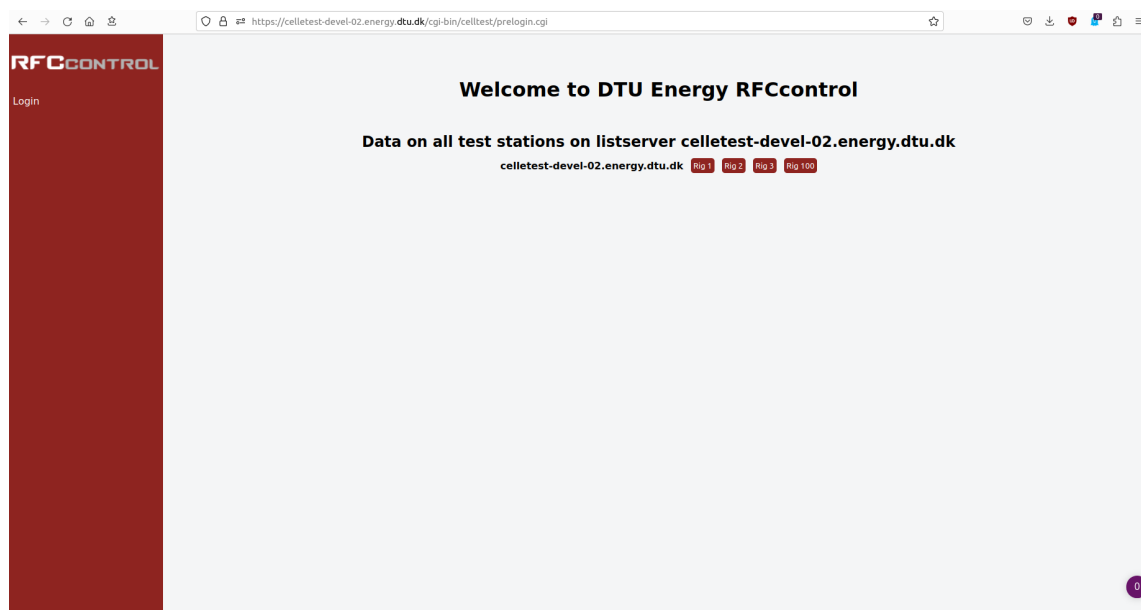 https://celletest-devel-02.energy.dtu.dk/cgi-bin/celltest/prelogin.cgi
RFCCONTROL
Login
Welcome to DTU Energy RFCcontrol
Data on all test stations on listserver celletest-devel-02.energy.dtu.dk
celletest-devel-02.energy.dtu.dk Rig 1 Rig 2 Rig 3 Rig 100
0